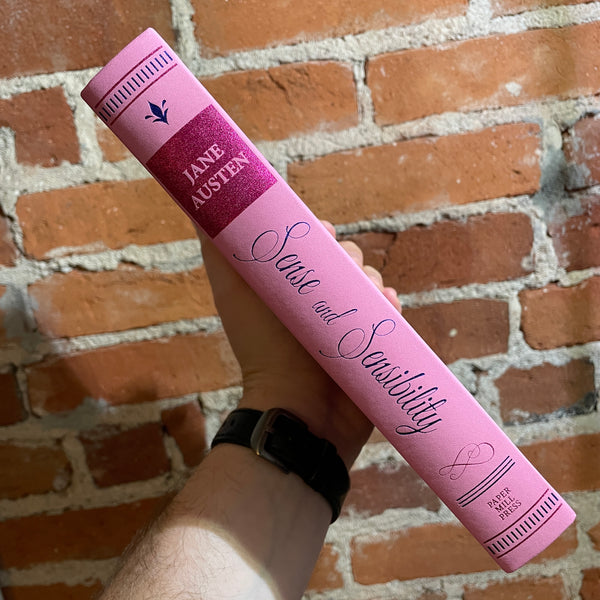 JANE
AUSTEN
Sense and Sensibility
PAPER
MILL
PRESS